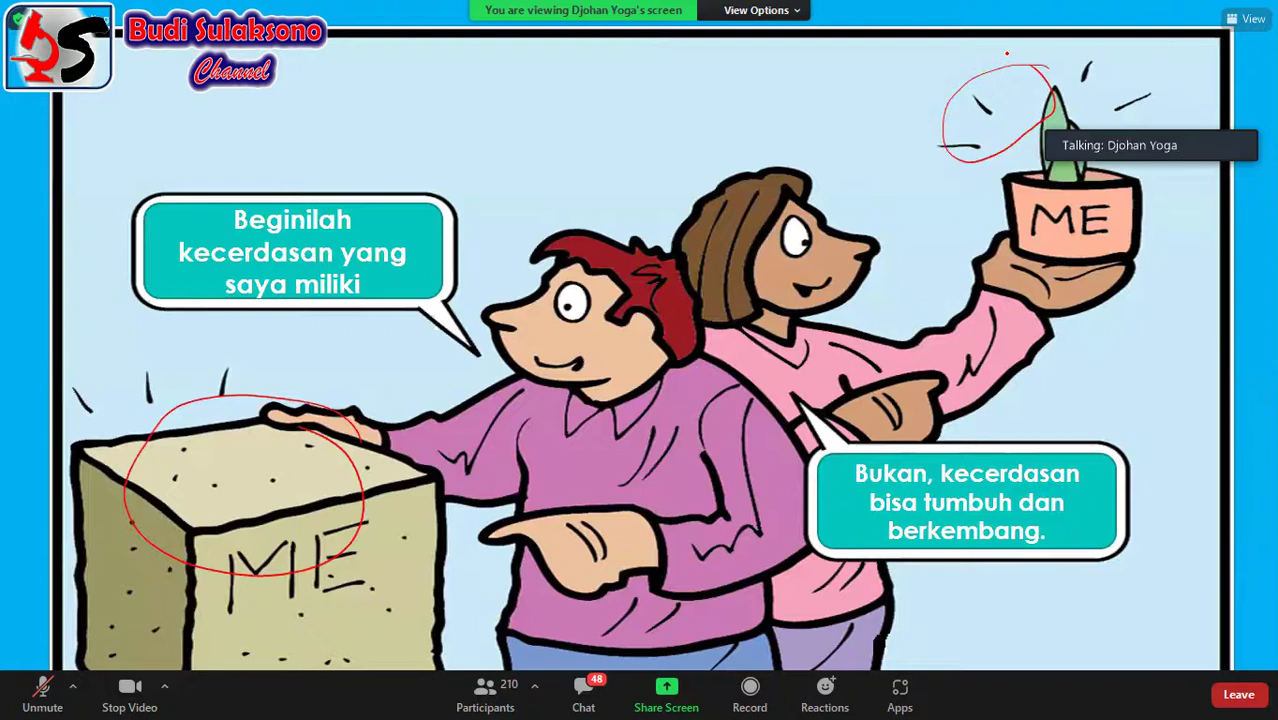 You are viewing Djohan Yoga's screen
View Options
View
S
Budi Sulaksono
Channel
Talking: Djohan Yoga
ME
Beginilah
kecerdasan yang
saya miliki
Bukan, kecerdasan
bisa tumbuh dan
berkembang.
ME
Unmute
Stop Video
210
Participants
48
Chat
Share Screen
Record
Reactions
Apps
Leave